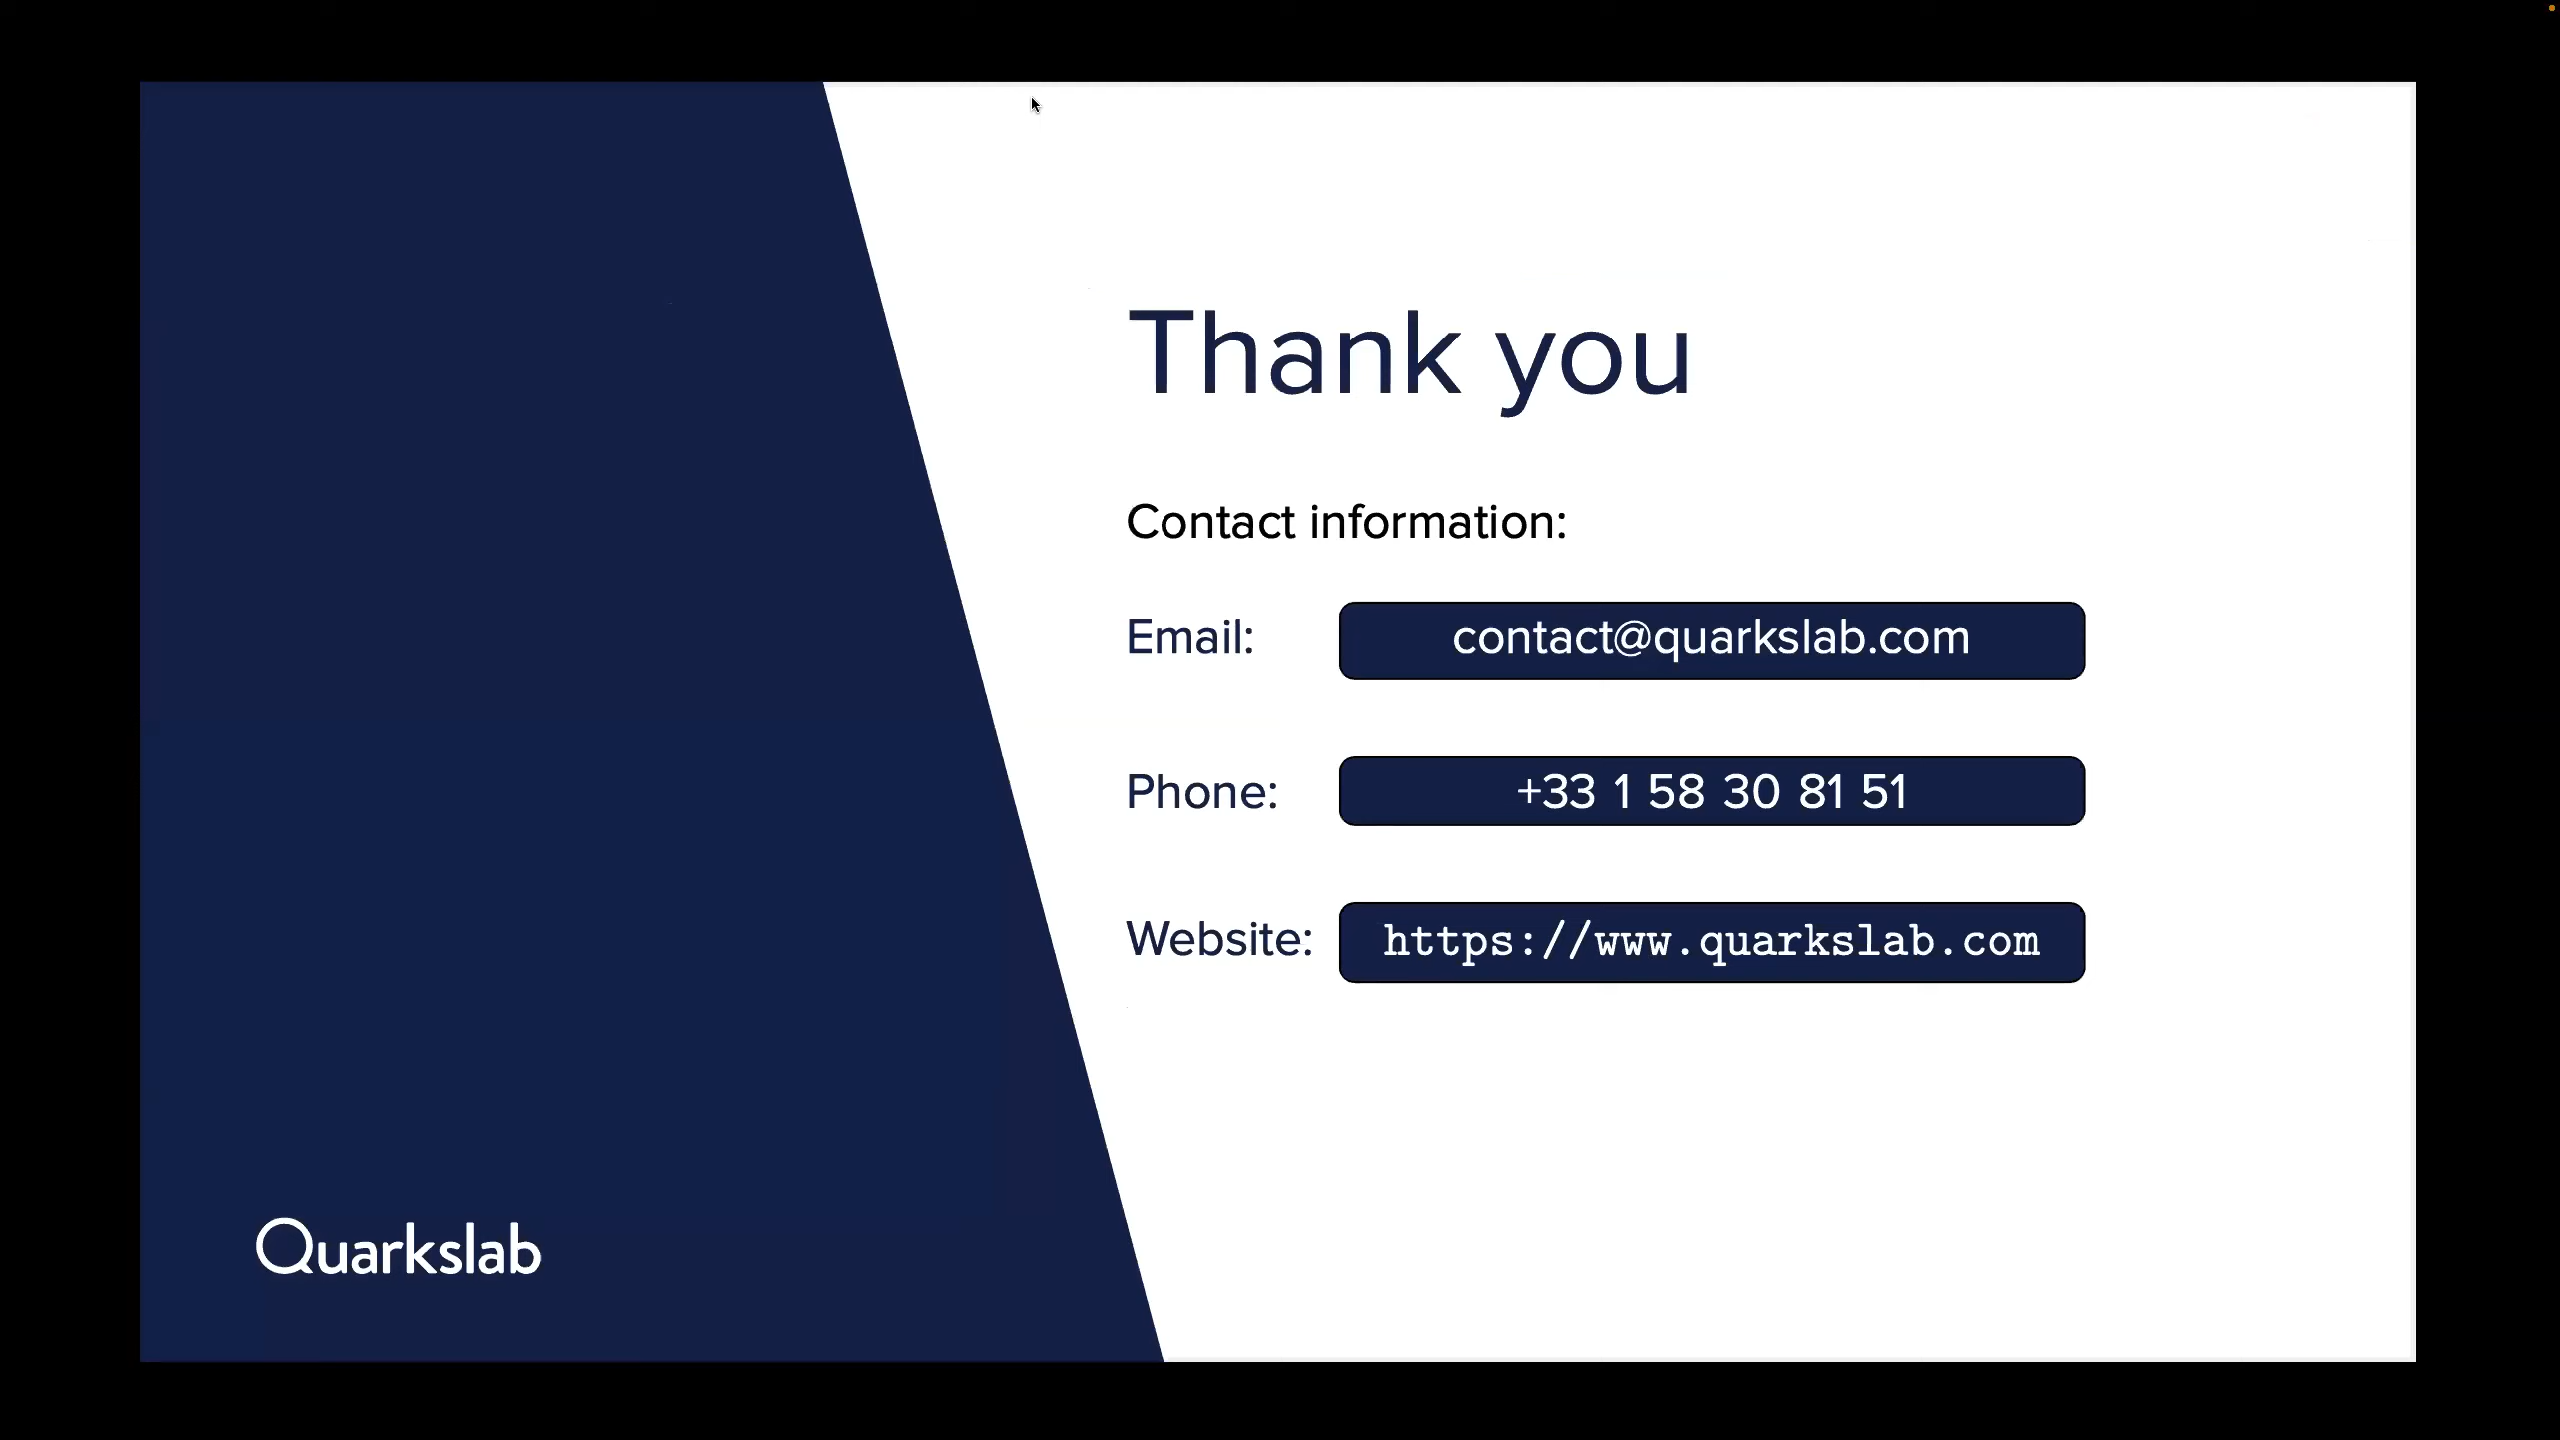 Thank you
Contact information:
Email: contact@quarkslab.com
Phone: +33 1 58 30 81 51
Website: https://www.quarkslab.com
Quarkslab